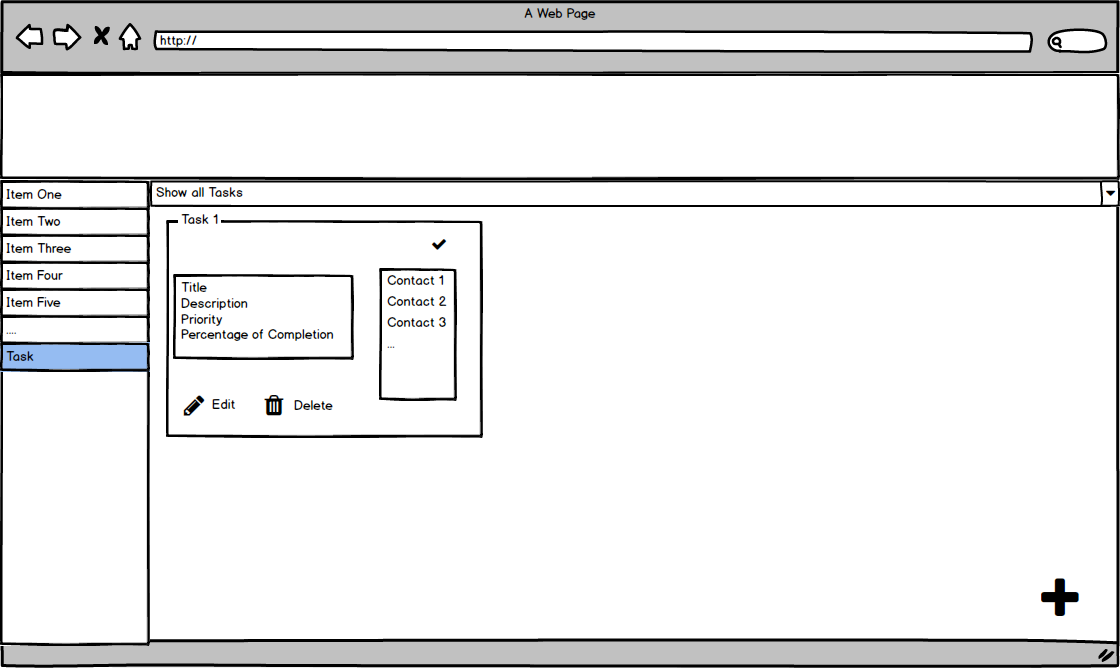 A Web Page
http://
Item One
Item Two
Item Three
Item Four
Item Five
....
Task
Show all Tasks
Task 1
Title
Description
Priority
Percentage of Completion
Contact 1
Contact 2
Contact 3
...
Edit
Delete